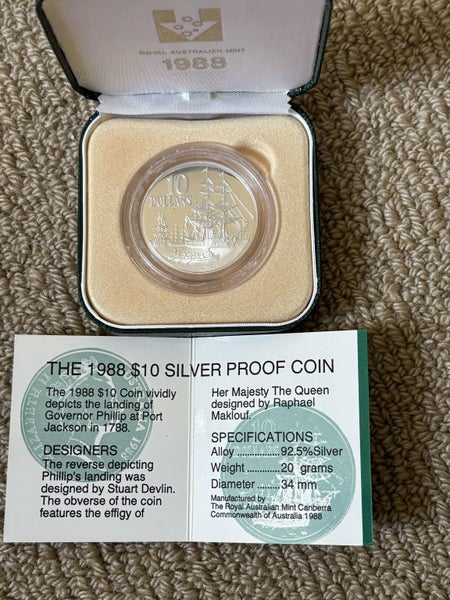 ROYAL AUSTRALIAN MINT
1988
10
DOLLARS
THE 1988 $10 SILVER PROOF COIN
The 1988 $10 Coin vividly
depicts the landing of
Governor Phillip at Port
Jackson in 1788.
DESIGNERS
The reverse depicting
Phillip's landing was
designed by Stuart Devlin.
The obverse of the coin
features the effigy of
Her Majesty The Queen
designed by Raphael
Maklouf.
SPECIFICATIONS
Alloy ................ 92.5%Silver
Weight ............ 20 grams
Diameter ........ 34 mm
Manufactured by
The Royal Australian Mint Canberra
Commonwealth of Australia 1988
10